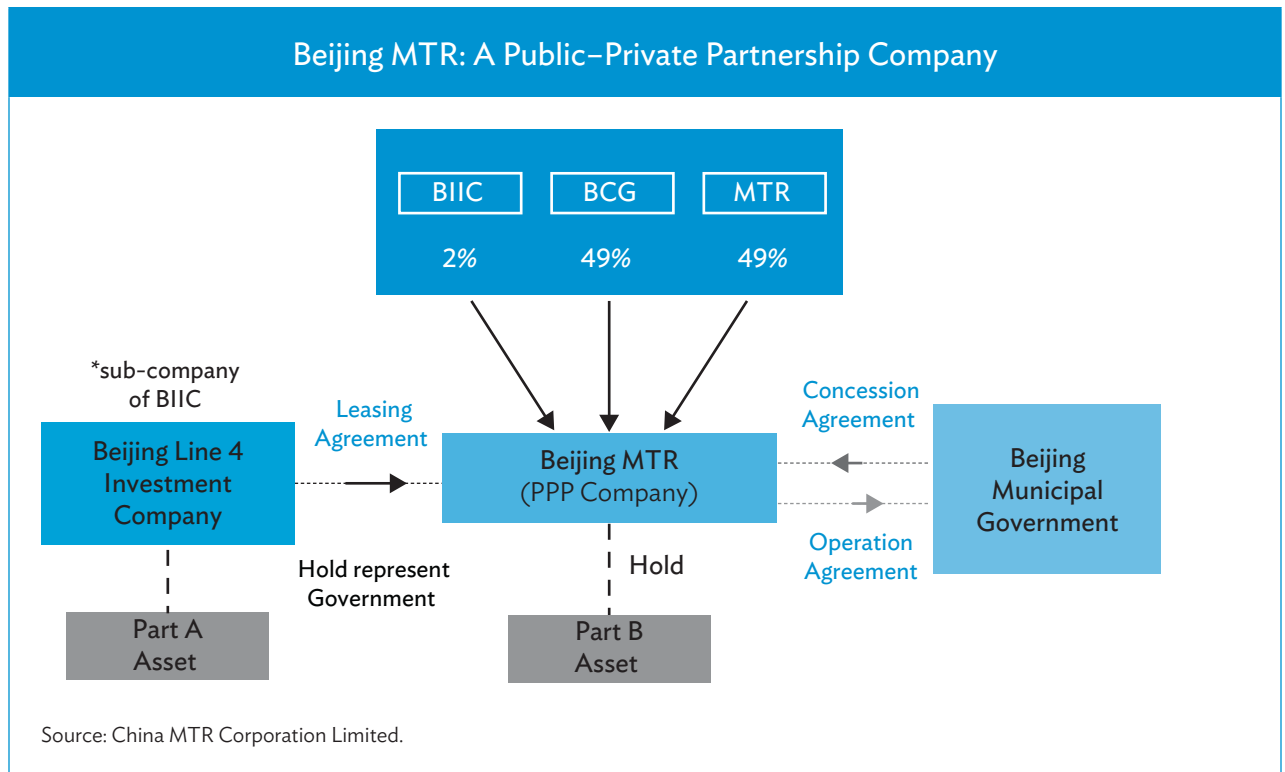 Beijing MTR: A Public–Private Partnership Company
BIIC
BCG
MTR
2%
49%
49%
*sub-company
of BIIC
Beijing Line 4
Investment
Company
Leasing
Agreement
Beijing MTR
(PPP Company)
Concession
Agreement
Operation
Agreement
Beijing
Municipal
Government
Hold represent
Government
Hold
Part A
Asset
Part B
Asset
Source: China MTR Corporation Limited.